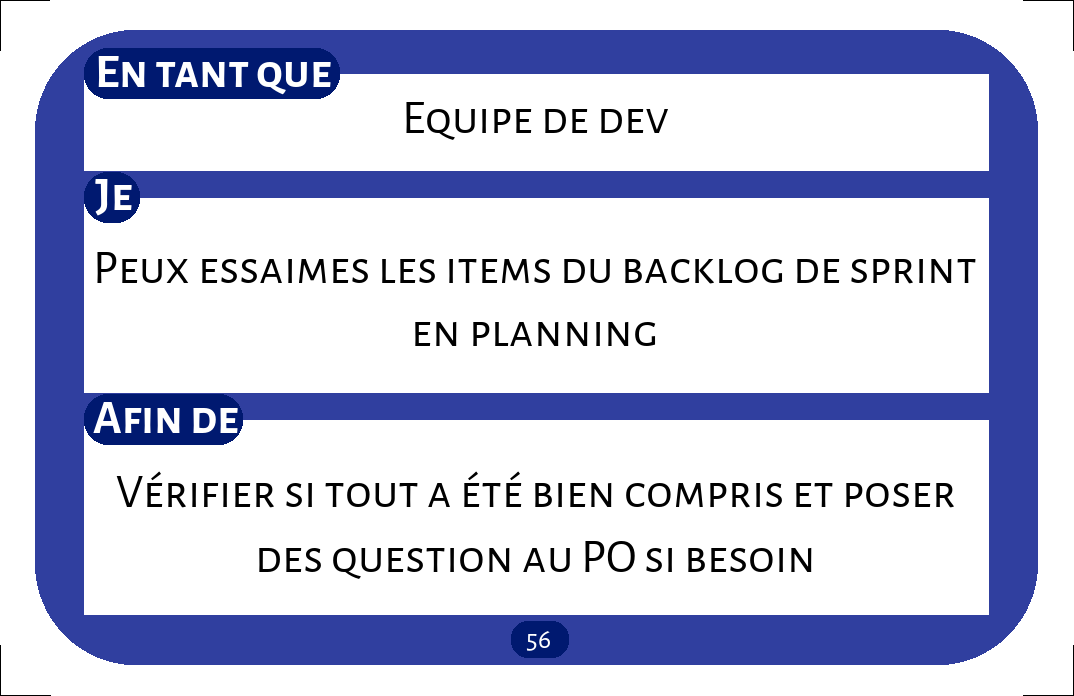 En tant que
Equipe de dev
Je
Peux essaimes les items du backlog de sprint
en planning
Afin de
Vérifier si tout a été bien compris et poser
des question au PO si besoin
56